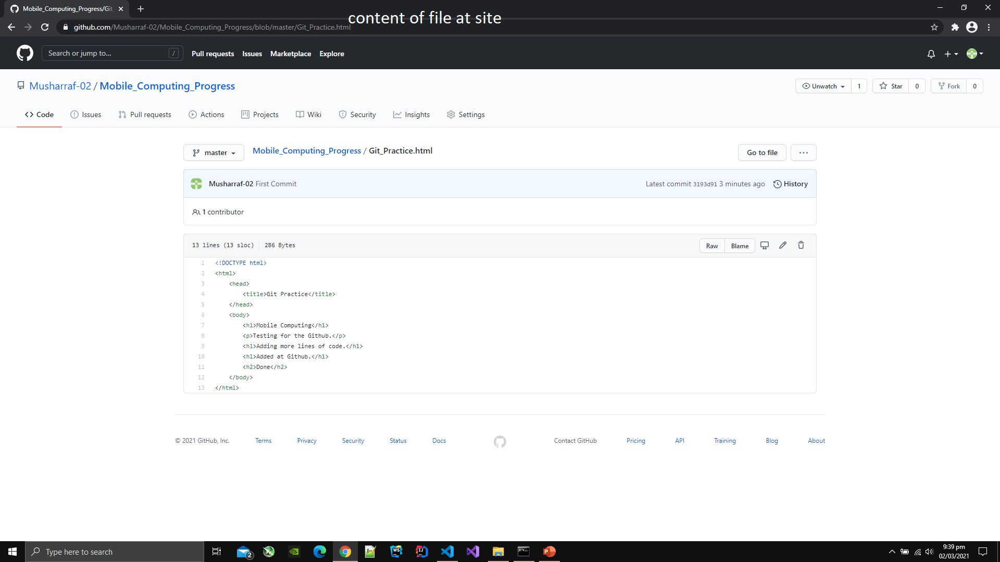 Mobile_Computing_Progress/Git_
content of file at site
github.com/Musharraf-02/Mobile_Computing_Progress/blob/master/Git_Practice.html
Search or jump to... /
Pull requests Issues Marketplace Explore
Musharraf-02 / Mobile_Computing_Progress
Unwatch 1 Star 0 Fork 0
Code Issues Pull requests Actions Projects Wiki Security Insights Settings
master Mobile_Computing_Progress / Git_Practice.html Go to file ...
Musharraf-02 First Commit Latest commit 3193d91 3 minutes ago History
1 contributor
13 lines (13 sloc) 286 Bytes Raw Blame
1 <!DOCTYPE html>
2 <html>
3 <head>
4 <title>Git Practice</title>
5 </head>
6 <body>
7 <h1>Mobile Computing</h1>
8 <p>Testing for the Github.</p>
9 <h1>Adding more lines of code.</h1>
10 <h1>Added at Github.</h1>
11 <h2>Done</h2>
12 </body>
13 </html>
© 2021 GitHub, Inc. Terms Privacy Security Status Docs Contact GitHub Pricing API Training Blog About
Type here to search
2
WS
IJ
P
9:39 pm
02/03/2021